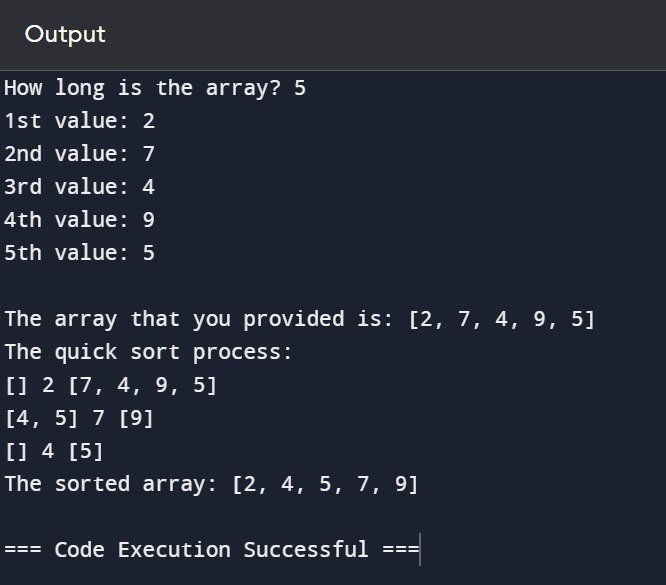 Output
How long is the array? 5
1st value: 2
2nd value: 7
3rd value: 4
4th value: 9
5th value: 5
The array that you provided is: [2, 7, 4, 9, 5]
The quick sort process:
[] 2 [7, 4, 9, 5]
[4, 5] 7 [9]
[] 4 [5]
The sorted array: [2, 4, 5, 7, 9]
=== Code Execution Successful ===